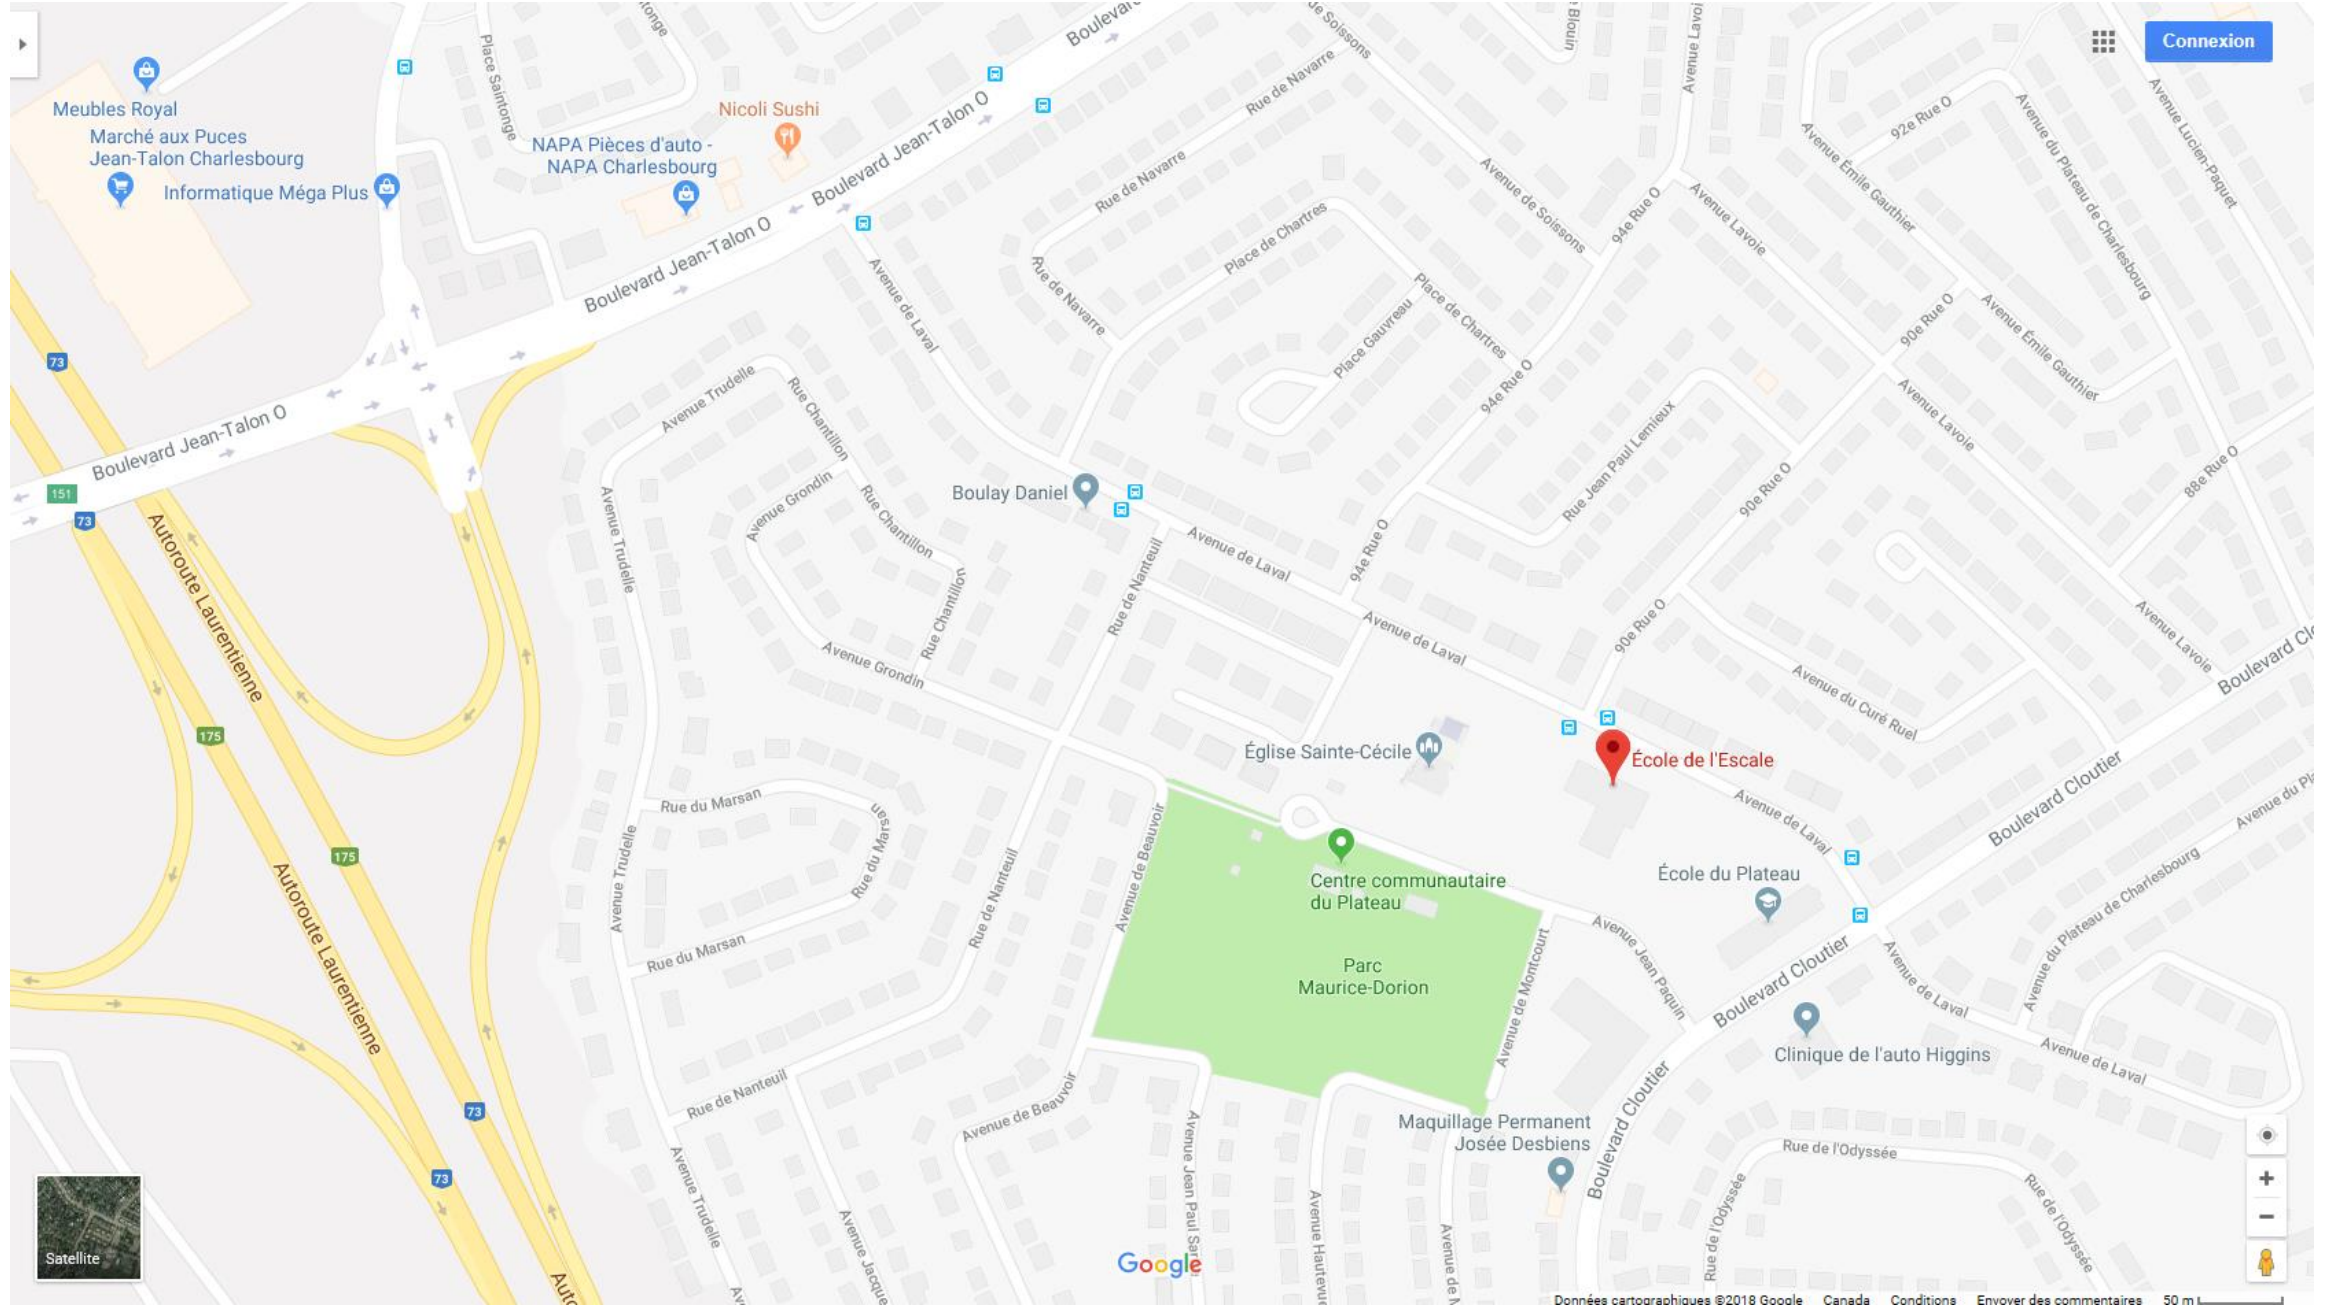 Connexion
Place Saintonge
Boulevard Jean-Talon O
Rue de Navarre
Avenue Lavoie
92e Rue O
Avenue Lucien-Paquet
Avenue du Plateau de Charlesbourg
Avenue Émile Gauthier
Meubles Royal
Marché aux Puces
Jean-Talon Charlesbourg
Informatique Méga Plus
NAPA Pièces d'auto -
NAPA Charlesbourg
Nicoli Sushi
Boulevard Jean-Talon O
Boulevard Jean-Talon O
Rue de Navarre
Avenue de Soissons
94e Rue O
Avenue Lavoie
Place de Chartres
Rue de Navarre
Avenue de Laval
Place de Chartres
Place Gauvreau
90e Rue O
Avenue Émile Gauthier
73
94e Rue O
Avenue Trudelle
Rue Chantillon
Avenue Lavoie
Boulevard Jean-Talon O
Rue Jean Paul Lemieux
88e Rue O
90e Rue O
151
73
Boulay Daniel
Avenue Grondin
Rue Chantillon
Avenue Trudelle
Autoroute Laurentienne
Avenue de Laval
94e Rue O
Rue de Nanteuil
Rue Chantillon
Avenue Grondin
Avenue de Laval
90e Rue O
Avenue Lavoie
Avenue du Curé Ruel
175
Église Sainte-Cécile
École de l'Escale
Boulevard Cloutier
Rue du Marsan
Rue du Marsan
Avenue Trudelle
Avenue de Beauvoir
Avenue de Laval
175
Autoroute Laurentienne
Centre communautaire
du Plateau
École du Plateau
Rue de Nanteuil
Rue du Marsan
Parc
Maurice-Dorion
Avenue de Montcourt
Avenue Jean Paquin
Boulevard Cloutier
Avenue de Laval
Avenue du Plateau de Charlesbourg
Clinique de l'auto Higgins
Avenue de Laval
73
Rue de Nanteuil
Avenue de Beauvoir
Maquillage Permanent
Josée Desbiens
Boulevard Cloutier
Rue de l'Odyssée
73
Avenue Trudelle
Rue de l'Odyssée
Rue de l'Odyssée
Satellite
Google
Données cartographiques ©2018 Google Canada Conditions Envoyer des commentaires 50 m